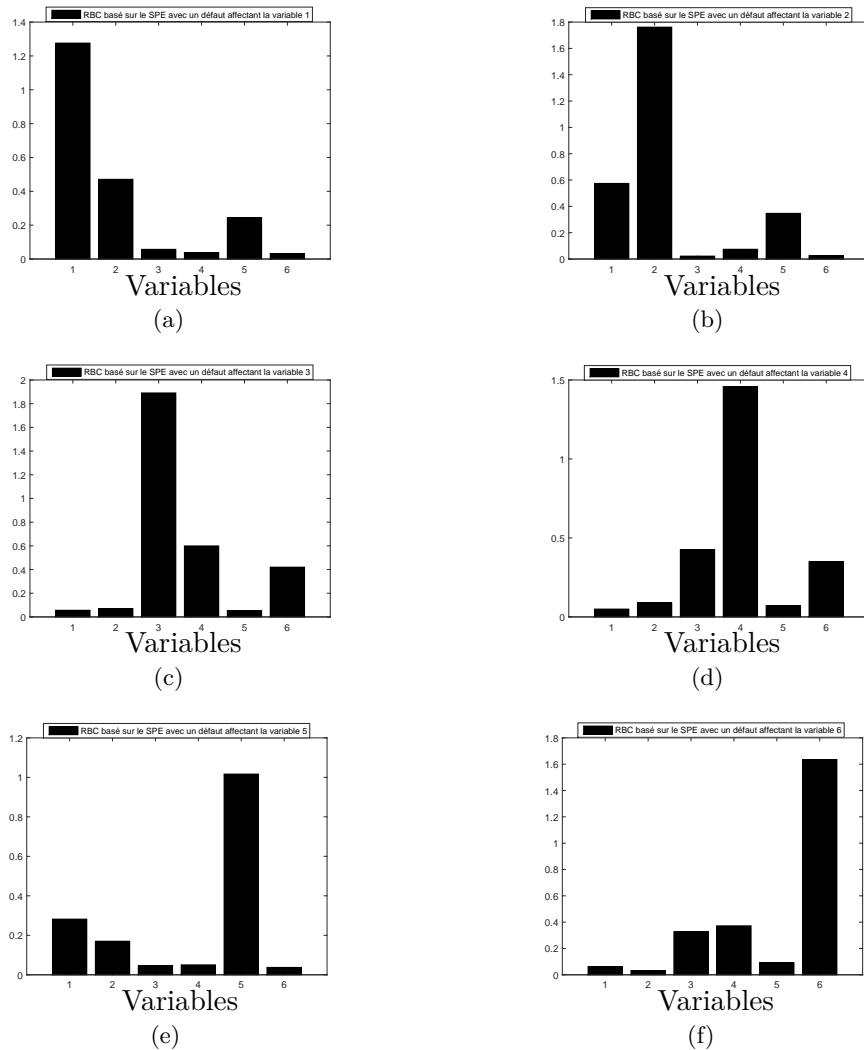 RBC basé sur le SPE avec un défaut affectant la variable 1
1.4
1.2
1
0.8
0.6
0.4
0.2
0
1 2 3 4 5 6
Variables
(a)
RBC basé sur le SPE avec un défaut affectant la variable 2
1.8
1.6
1.4
1.2
1
0.8
0.6
0.4
0.2
0
1 2 3 4 5 6
Variables
(b)
RBC basé sur le SPE avec un défaut affectant la variable 3
2
1.8
1.6
1.4
1.2
1
0.8
0.6
0.4
0.2
0
1 2 3 4 5 6
Variables
(c)
RBC basé sur le SPE avec un défaut affectant la variable 4
1.5
1
0.5
0
1 2 3 4 5 6
Variables
(d)
RBC basé sur le SPE avec un défaut affectant la variable 5
1.2
1
0.8
0.6
0.4
0.2
0
1 2 3 4 5 6
Variables
(e)
RBC basé sur le SPE avec un défaut affectant la variable 6
1.8
1.6
1.4
1.2
1
0.8
0.6
0.4
0.2
0
1 2 3 4 5 6
Variables
(f)